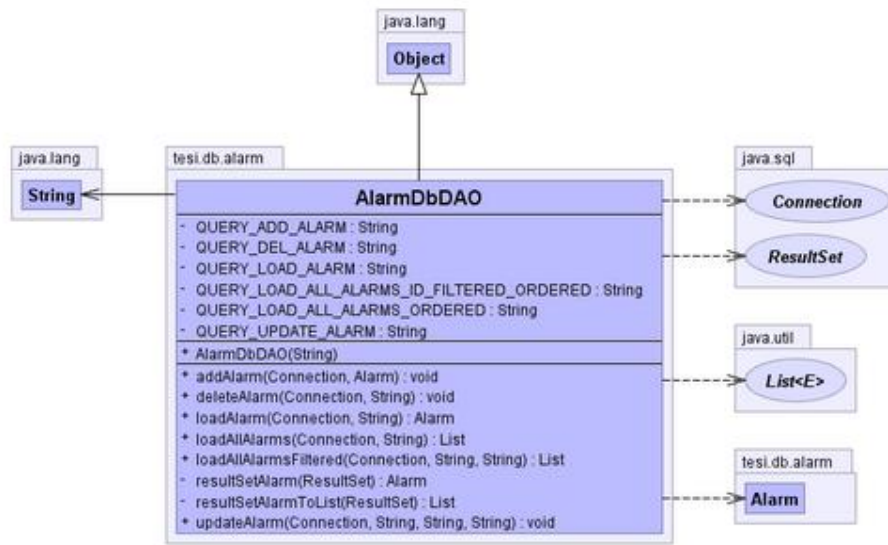 java.lang
Object
java.lang
String
tesi.db.alarm
AlarmDbDAO
- QUERY_ADD_ALARM : String
- QUERY_DEL_ALARM : String
- QUERY_LOAD_ALARM : String
- QUERY_LOAD_ALL_ALARMS_ID_FILTERED_ORDERED : String
- QUERY_LOAD_ALL_ALARMS_ORDERED : String
- QUERY_UPDATE_ALARM : String
+ AlarmDbDAO(String)
+ addAlarm(Connection, Alarm) : void
+ deleteAlarm(Connection, String) : void
+ loadAlarm(Connection, String) : Alarm
+ loadAllAlarms(Connection, String) : List
+ loadAllAlarmsFiltered(Connection, String, String) : List
- resultSetAlarm(ResultSet) : Alarm
- resultSetAlarmToList(ResultSet) : List
+ updateAlarm(Connection, String, String, String) : void
java.sql
Connection
ResultSet
java.util
List<E>
tesi.db.alarm
Alarm